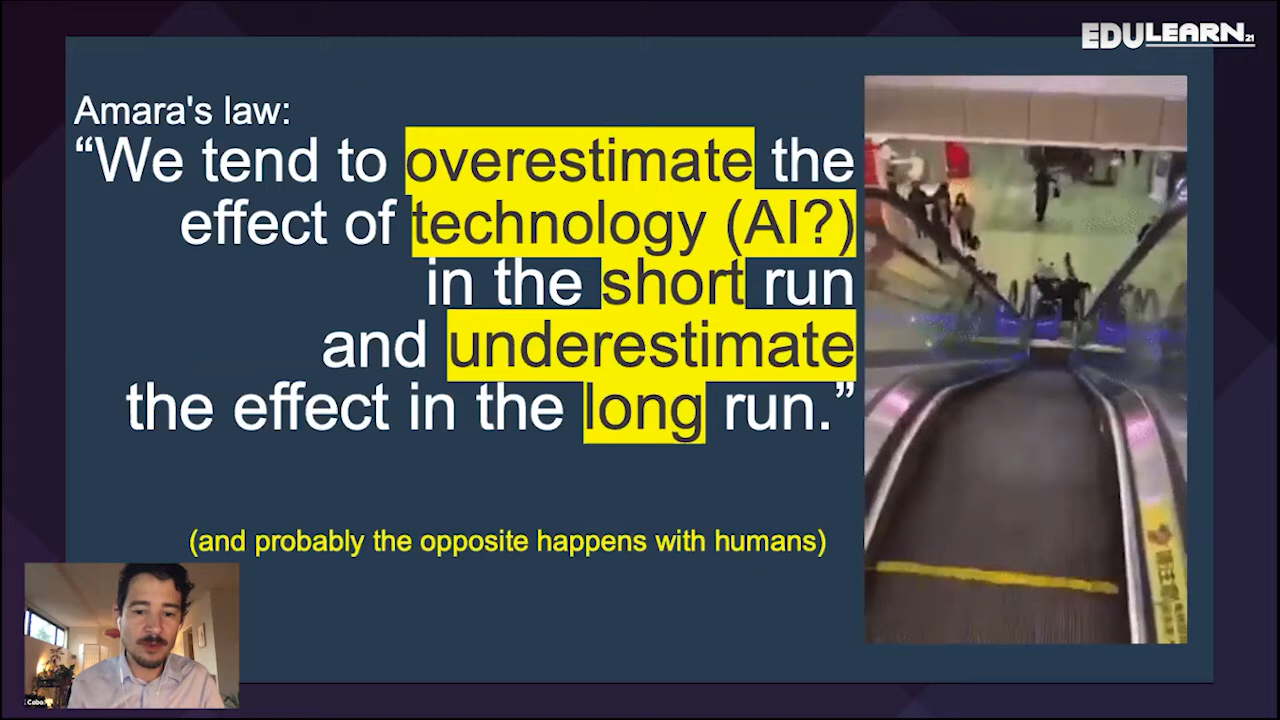 EDULEARN21
Amara's law:
“We tend to overestimate the
effect of technology (AI?)
in the short run
and underestimate
the effect in the long run.”
(and probably the opposite happens with humans)
Cobo